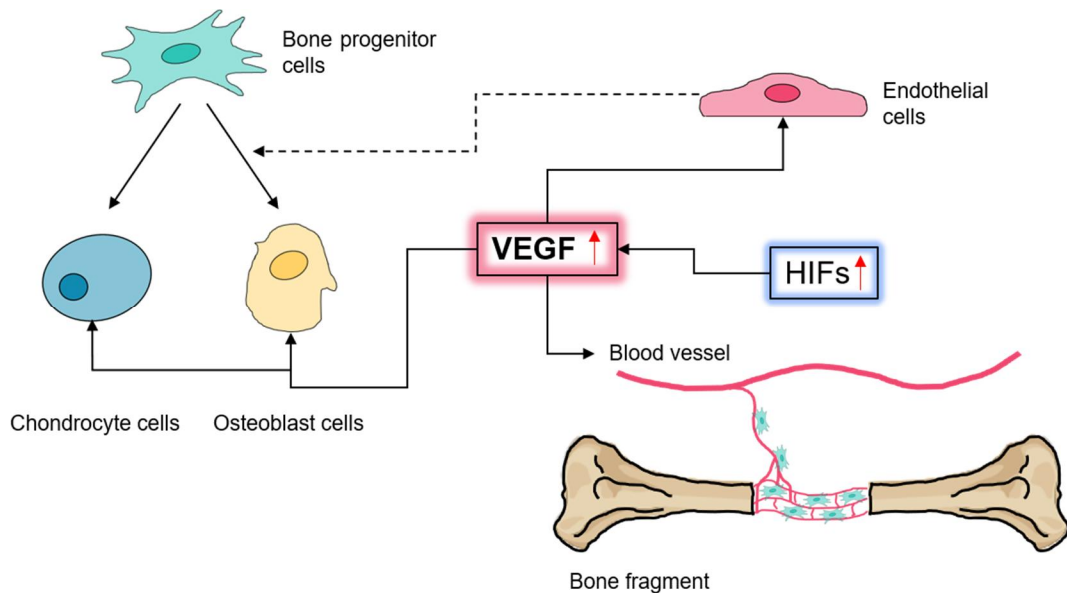 Bone progenitor
cells
Endothelial
cells
VEGF
HIFs
Blood vessel
Chondrocyte cells
Osteoblast cells
Bone fragment